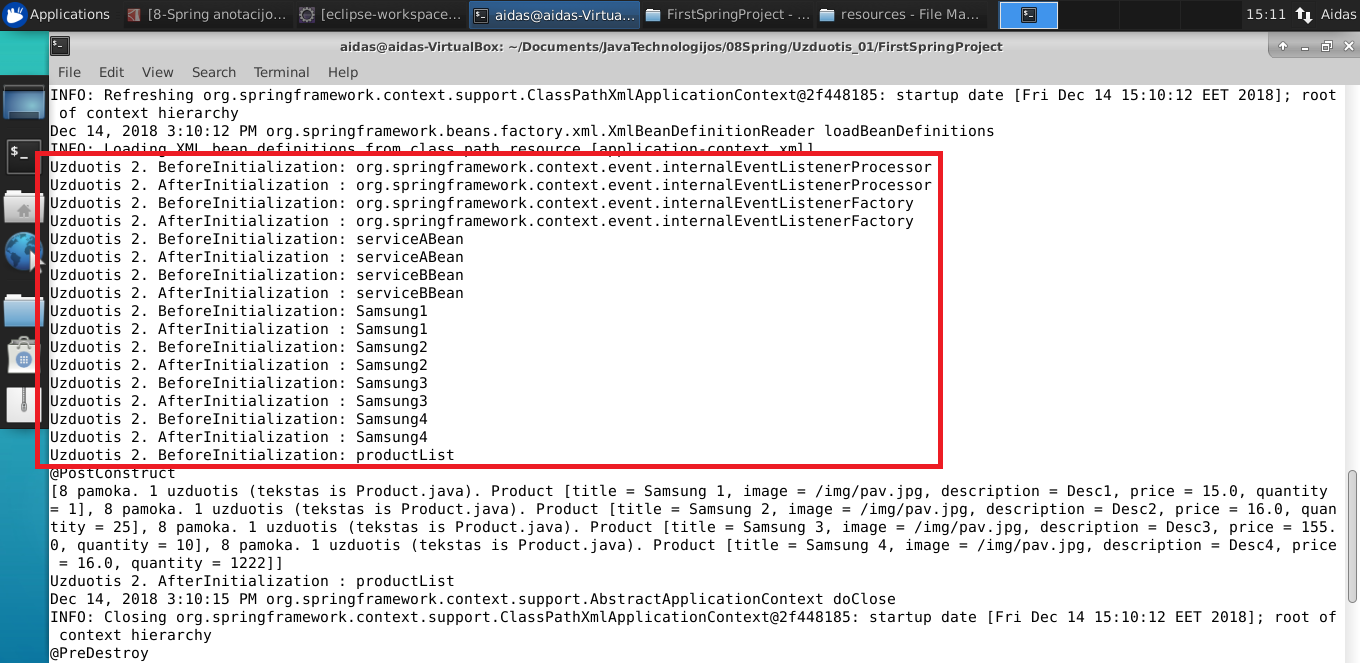 Applications
[8-Spring anotacijo...
[eclipse-workspace...
aidas@aidas-Virtua...
FirstSpringProject - ...
resources - File Ma...
15:11
Aidas
aidas@aidas-VirtualBox: ~/Documents/JavaTechnologijos/08Spring/Uzduotis_01/FirstSpringProject
File Edit View Search Terminal Help
INFO: Refreshing org.springframework.context.support.ClassPathXmlApplicationContext@2f448185: startup date [Fri Dec 14 15:10:12 EET 2018]; root
of context hierarchy
Dec 14, 2018 3:10:12 PM org.springframework.beans.factory.xml.XmlBeanDefinitionReader loadBeanDefinitions
INFO: Loading XML bean definitions from class path resource [application-context.xml]
Uzduotis 2. BeforeInitialization: org.springframework.context.event.internalEventListenerProcessor
Uzduotis 2. AfterInitialization : org.springframework.context.event.internalEventListenerProcessor
Uzduotis 2. BeforeInitialization: org.springframework.context.event.internalEventListenerFactory
Uzduotis 2. AfterInitialization : org.springframework.context.event.internalEventListenerFactory
Uzduotis 2. BeforeInitialization: serviceABean
Uzduotis 2. AfterInitialization : serviceABean
Uzduotis 2. BeforeInitialization: serviceBBean
Uzduotis 2. AfterInitialization : serviceBBean
Uzduotis 2. BeforeInitialization: Samsung1
Uzduotis 2. AfterInitialization : Samsung1
Uzduotis 2. BeforeInitialization: Samsung2
Uzduotis 2. AfterInitialization : Samsung2
Uzduotis 2. BeforeInitialization: Samsung3
Uzduotis 2. AfterInitialization : Samsung3
Uzduotis 2. BeforeInitialization: Samsung4
Uzduotis 2. AfterInitialization : Samsung4
Uzduotis 2. BeforeInitialization: productList
@PostConstruct
[8 pamoka. 1 uzduotis (tekstas is Product.java). Product [title = Samsung 1, image = /img/pav.jpg, description = Desc1, price = 15.0, quantity
= 1], 8 pamoka. 1 uzduotis (tekstas is Product.java). Product [title = Samsung 2, image = /img/pav.jpg, description = Desc2, price = 16.0, quan
tity = 25], 8 pamoka. 1 uzduotis (tekstas is Product.java). Product [title = Samsung 3, image = /img/pav.jpg, description = Desc3, price = 155.
0, quantity = 10], 8 pamoka. 1 uzduotis (tekstas is Product.java). Product [title = Samsung 4, image = /img/pav.jpg, description = Desc4, price
= 16.0, quantity = 1222]]
Uzduotis 2. AfterInitialization : productList
Dec 14, 2018 3:10:15 PM org.springframework.context.support.AbstractApplicationContext doClose
INFO: Closing org.springframework.context.support.ClassPathXmlApplicationContext@2f448185: startup date [Fri Dec 14 15:10:12 EET 2018]; root of
context hierarchy
@PreDestroy